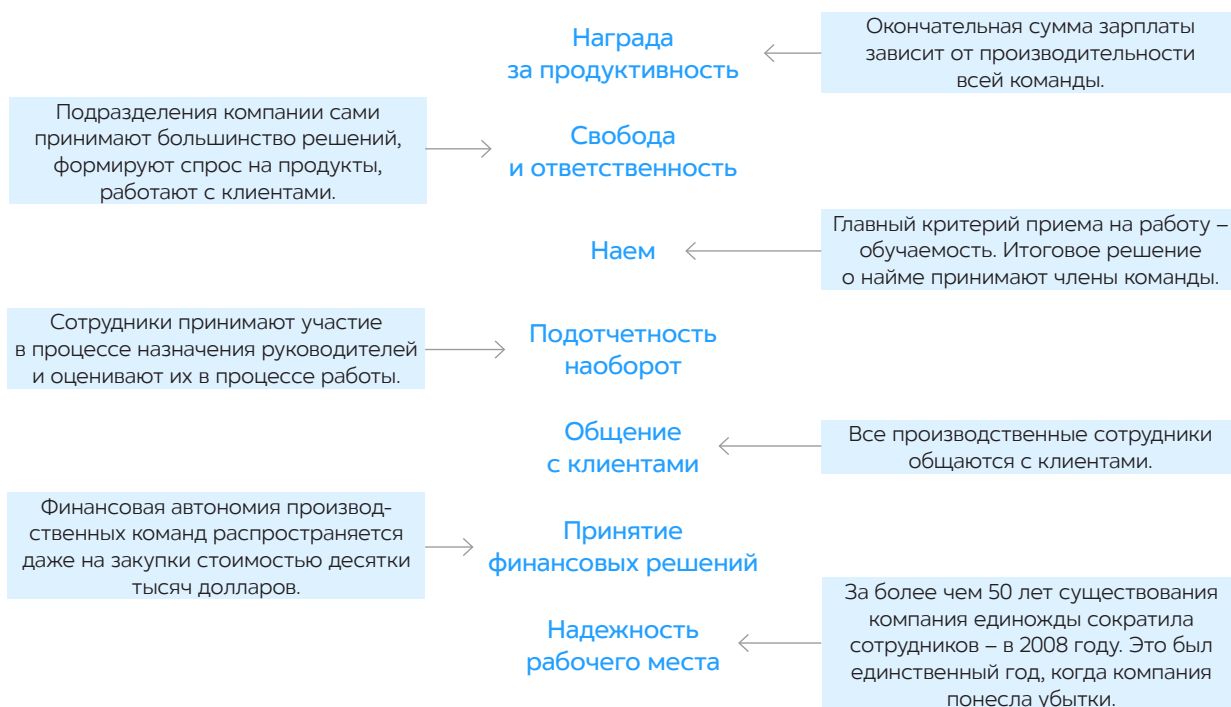 Награда
за продуктивность
Окончательная сумма зарплаты
зависит от производительности
всей команды.
Подразделения компании сами
принимают большинство решений,
формируют спрос на продукты,
работают с клиентами.
Свобода
и ответственность
Наем
Главный критерий приема на работу –
обучаемость. Итоговое решение
о найме принимают члены команды.
Сотрудники принимают участие
в процессе назначения руководителей
и оценивают их в процессе работы.
Подотчетность
наоборот
Общение
с клиентами
Все производственные сотрудники
общаются с клиентами.
Финансовая автономия производ-
ственных команд распространяется
даже на закупки стоимостью десятки
тысяч долларов.
Принятие
финансовых решений
Надежность
рабочего места
За более чем 50 лет существования
компания единожды сократила
сотрудников – в 2008 году. Это был
единственный год, когда компания
понесла убытки.